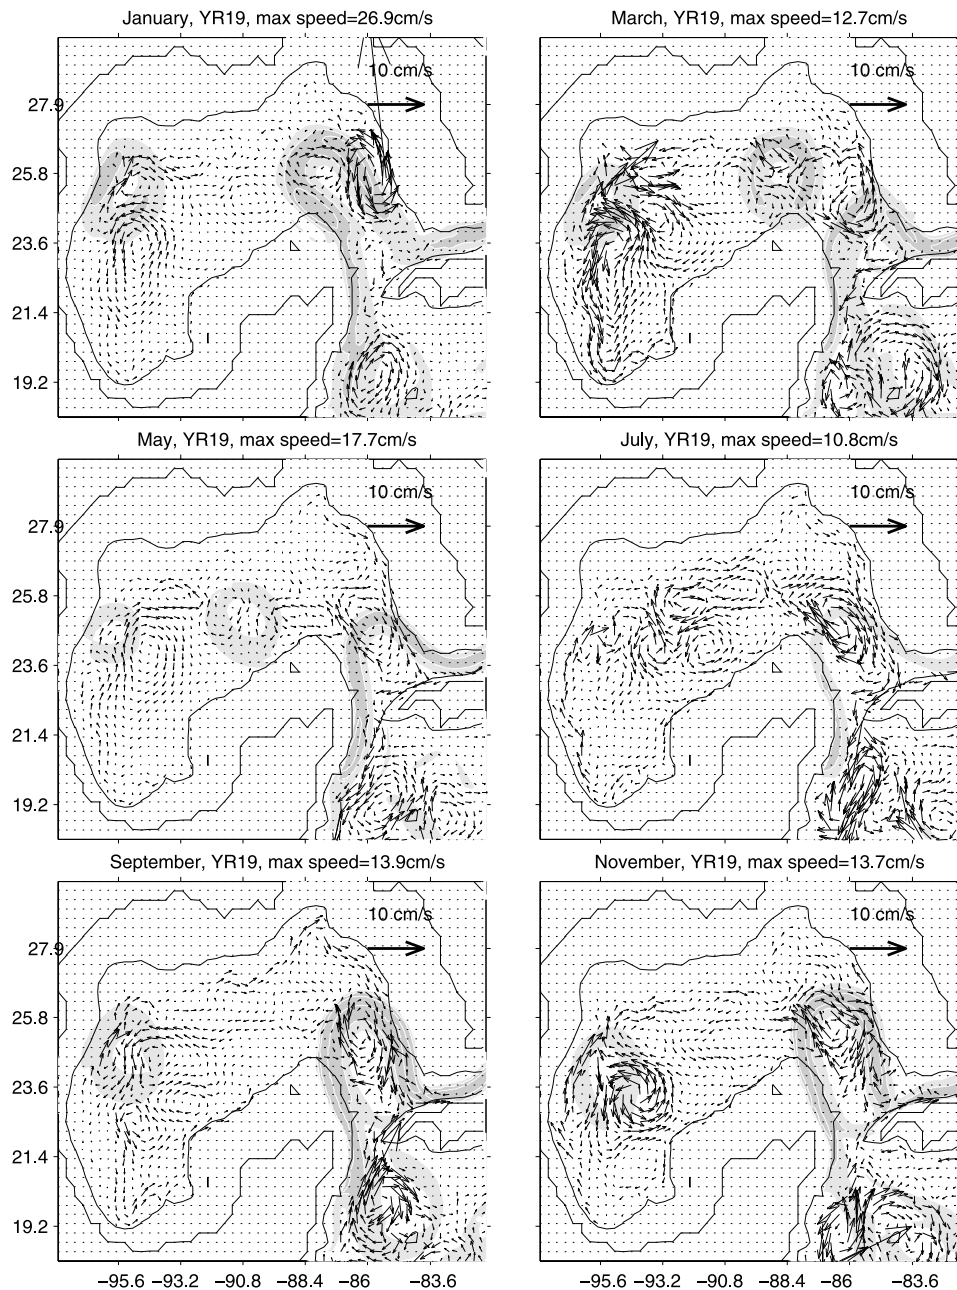 January, YR19, max speed=26.9cm/s
March, YR19, max speed=12.7cm/s
10 cm/s
10 cm/s
27.9
25.8
23.6
21.4
19.2
May, YR19, max speed=17.7cm/s
July, YR19, max speed=10.8cm/s
10 cm/s
10 cm/s
27.9
25.8
23.6
21.4
19.2
September, YR19, max speed=13.9cm/s
November, YR19, max speed=13.7cm/s
10 cm/s
10 cm/s
27.9
25.8
23.6
21.4
19.2
−95.6 −93.2 −90.8 −88.4 −86 −83.6
−95.6 −93.2 −90.8 −88.4 −86 −83.6